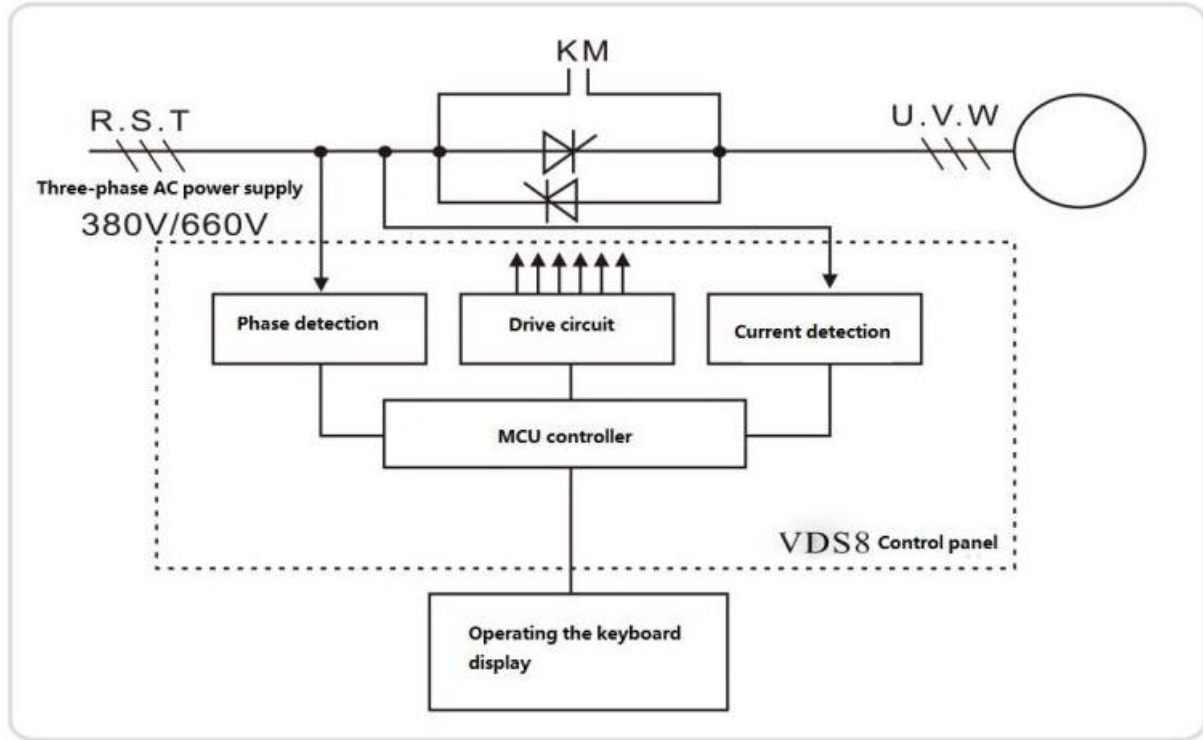 KM
R.S.T
U.V.W
Three-phase AC power supply
380V/660V
Phase detection
Drive circuit
Current detection
MCU controller
VDS8 Control panel
Operating the keyboard
display